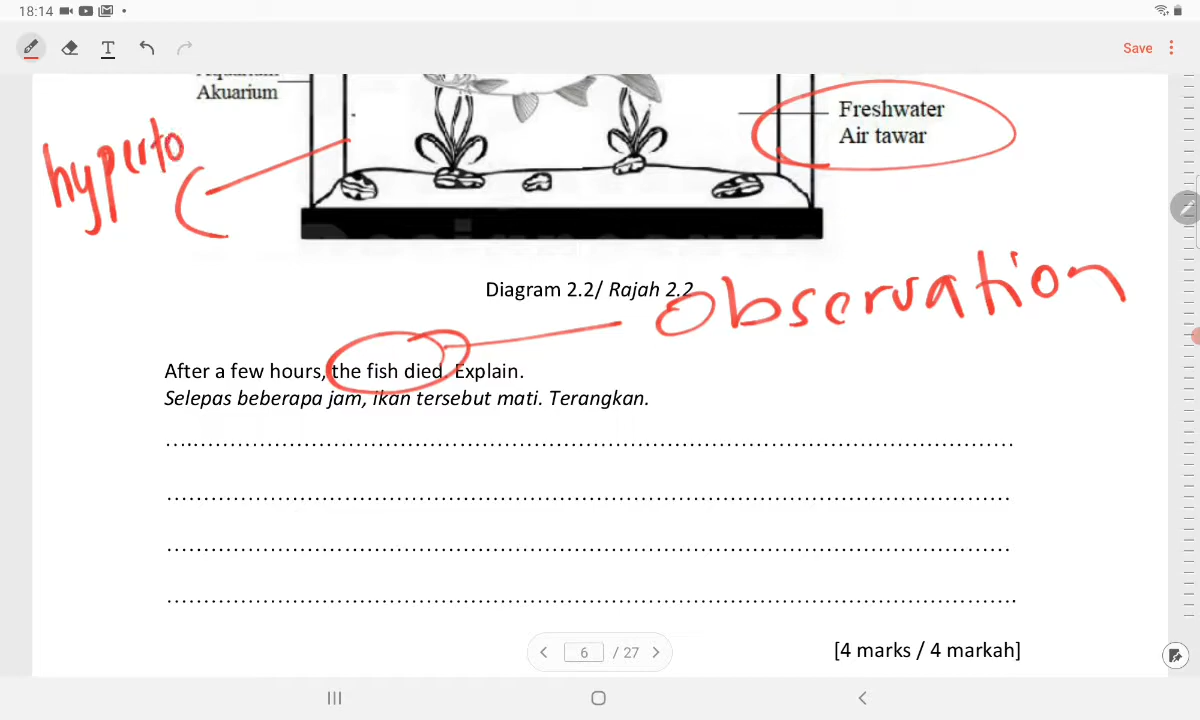 18:14
T
Save
Akuarium
Freshwater
Air tawar
hyperto
Diagram 2.2/ Rajah 2.2
Observation
After a few hours, the fish died. Explain.
Selepas beberapa jam, ikan tersebut mati. Terangkan.
6 / 27
[4 marks / 4 markah]